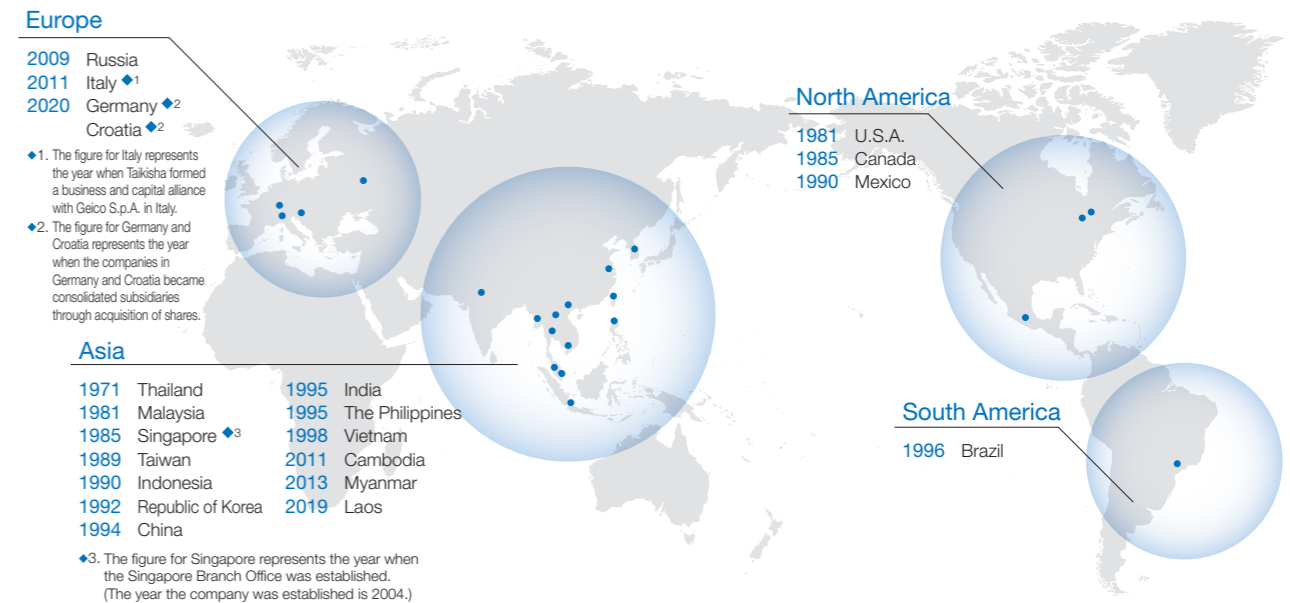 Europe
2009 Russia
2011 Italy ◆1
2020 Germany ◆2
Croatia ◆2
◆1. The figure for Italy represents
the year when Taikisha formed
a business and capital alliance
with Geico S.p.A. in Italy.
◆2. The figure for Germany and
Croatia represents the year
when the companies in
Germany and Croatia became
consolidated subsidiaries
through acquisition of shares.
Asia
1971 Thailand
1981 Malaysia
1985 Singapore ◆3
1989 Taiwan
1990 Indonesia
1992 Republic of Korea
1994 China
1995 India
1995 The Philippines
1998 Vietnam
2011 Cambodia
2013 Myanmar
2019 Laos
◆3. The figure for Singapore represents the year when
the Singapore Branch Office was established.
(The year the company was established is 2004.)
North America
1981 U.S.A.
1985 Canada
1990 Mexico
South America
1996 Brazil